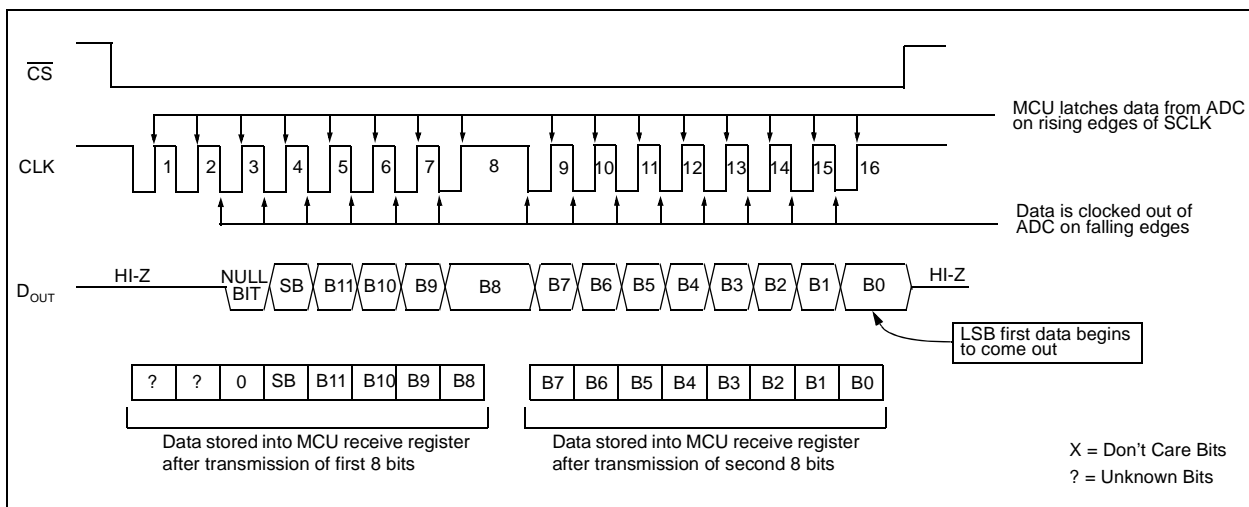 CS
MCU latches data from ADC
on rising edges of SCLK
CLK
1 2 3 4 5 6 7 8 9 10 11 12 13 14 15 16
Data is clocked out of
ADC on falling edges
DOUT
HI-Z
NULL
BIT
SB B11 B10 B9 B8 B7 B6 B5 B4 B3 B2 B1 B0
HI-Z
LSB first data begins
to come out
? ? 0 SB B11 B10 B9 B8
B7 B6 B5 B4 B3 B2 B1 B0
Data stored into MCU receive register
after transmission of first 8 bits
Data stored into MCU receive register
after transmission of second 8 bits
X = Don't Care Bits
? = Unknown Bits